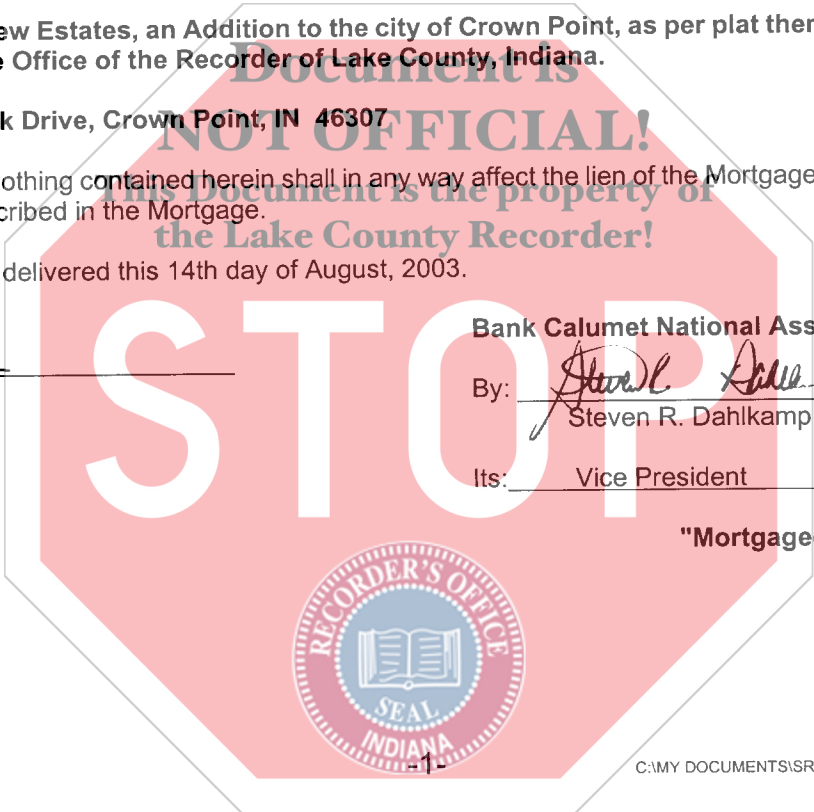 ew Estates, an Addition to the city of Crown Point, as per plat ther
e Office of the Recorder of Lake County, Indiana.
Document is
k Drive, Crown Point, IN 46307
NOT OFFICIAL!
othing contained herein shall in any way affect the lien of the Mortgage
This Document is the property of
cribed in the Mortgage.
the Lake County Recorder!
delivered this 14th day of August, 2003.
STOP
Bank Calumet National Ass
By:
Steven R. Dahlkamp
Its: Vice President
"Mortgage
RECORDER'S OFFICE
SEAL
INDIANA
-1-
C:\MY DOCUMENTS\SR